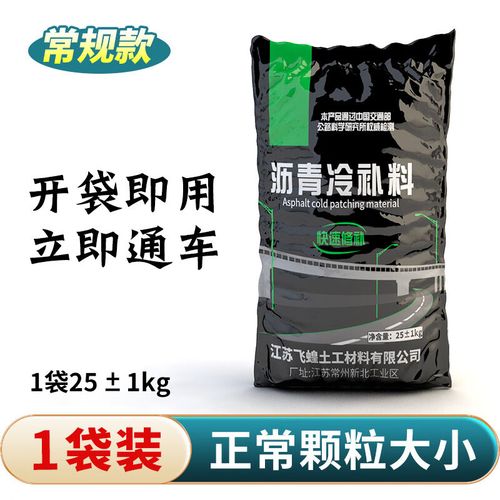 常规款
开袋即用
立即通车
1袋25±1kg
本产品通过中国交通部
公路科学研究所权威检测
沥青冷补料
Asphalt cold patching material
快速修补
净含量：25±1kg
江苏飞蝗土工材料有限公司
厂址:江苏常州新北工业区
1袋装
正常颗粒大小